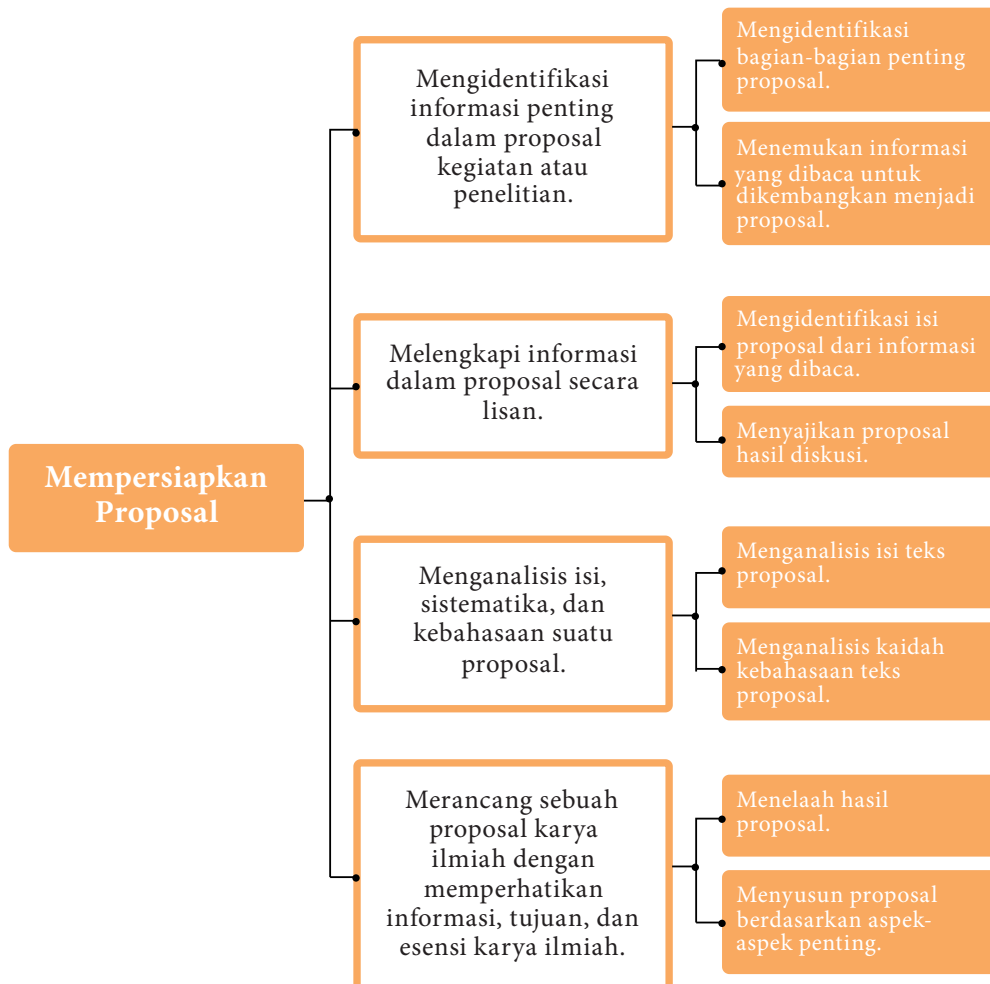 Mempersiapkan
Proposal
Mengidentifikasi
informasi penting
dalam proposal
kegiatan atau
penelitian.
Mengidentifikasi
bagian-bagian penting
proposal.
Menemukan informasi
yang dibaca untuk
dikembangkan menjadi
proposal.
Melengkapi informasi
dalam proposal secara
lisan.
Mengidentifikasi isi
proposal dari informasi
yang dibaca.
Menyajikan proposal
hasil diskusi.
Menganalisis isi,
sistematika, dan
kebahasaan suatu
proposal.
Menganalisis isi teks
proposal.
Menganalisis kaidah
kebahasaan teks
proposal.
Merancang sebuah
proposal karya
ilmiah dengan
memperhatikan
informasi, tujuan, dan
esensi karya ilmiah.
Menelaah hasil
proposal.
Menyusun proposal
berdasarkan aspek-
aspek penting.